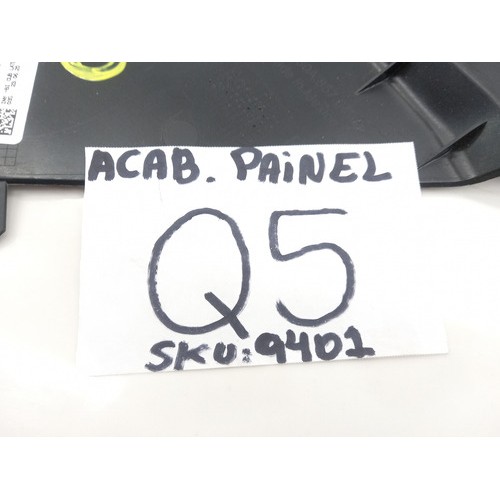 ACAB. PAiNEL
Q5
SKU: 9401